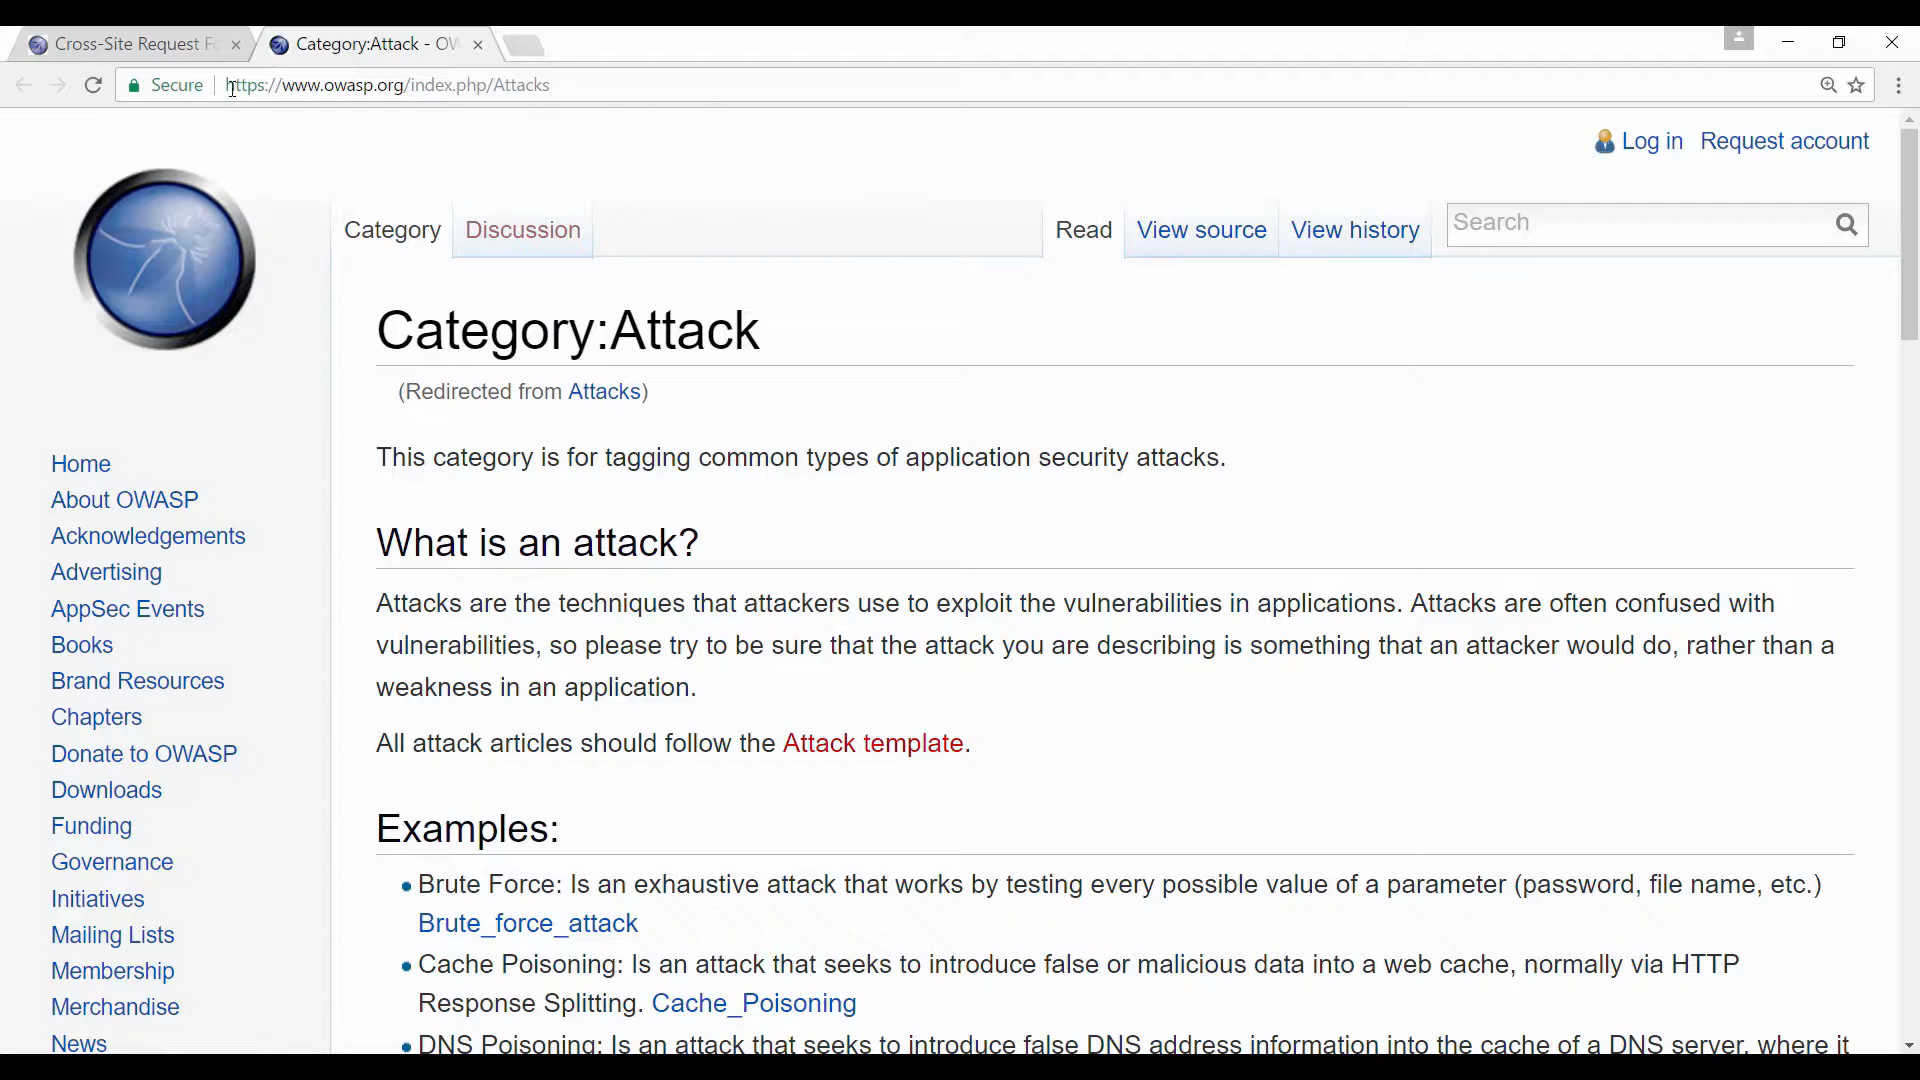 Cross-Site Request Fo
Category:Attack - OW
Secure
https://www.owasp.org/index.php/Attacks
Log in Request account
Category Discussion Read View source View history Search
Category:Attack
(Redirected from Attacks)
This category is for tagging common types of application security attacks.
What is an attack?
Attacks are the techniques that attackers use to exploit the vulnerabilities in applications. Attacks are often confused with
vulnerabilities, so please try to be sure that the attack you are describing is something that an attacker would do, rather than a
weakness in an application.
All attack articles should follow the Attack template.
Examples:
Brute Force: Is an exhaustive attack that works by testing every possible value of a parameter (password, file name, etc.)
Brute_force_attack
Cache Poisoning: Is an attack that seeks to introduce false or malicious data into a web cache, normally via HTTP
Response Splitting. Cache_Poisoning
DNS Poisoning: Is an attack that seeks to introduce false DNS address information into the cache of a DNS server, where it
Home
About OWASP
Acknowledgements
Advertising
AppSec Events
Books
Brand Resources
Chapters
Donate to OWASP
Downloads
Funding
Governance
Initiatives
Mailing Lists
Membership
Merchandise
News